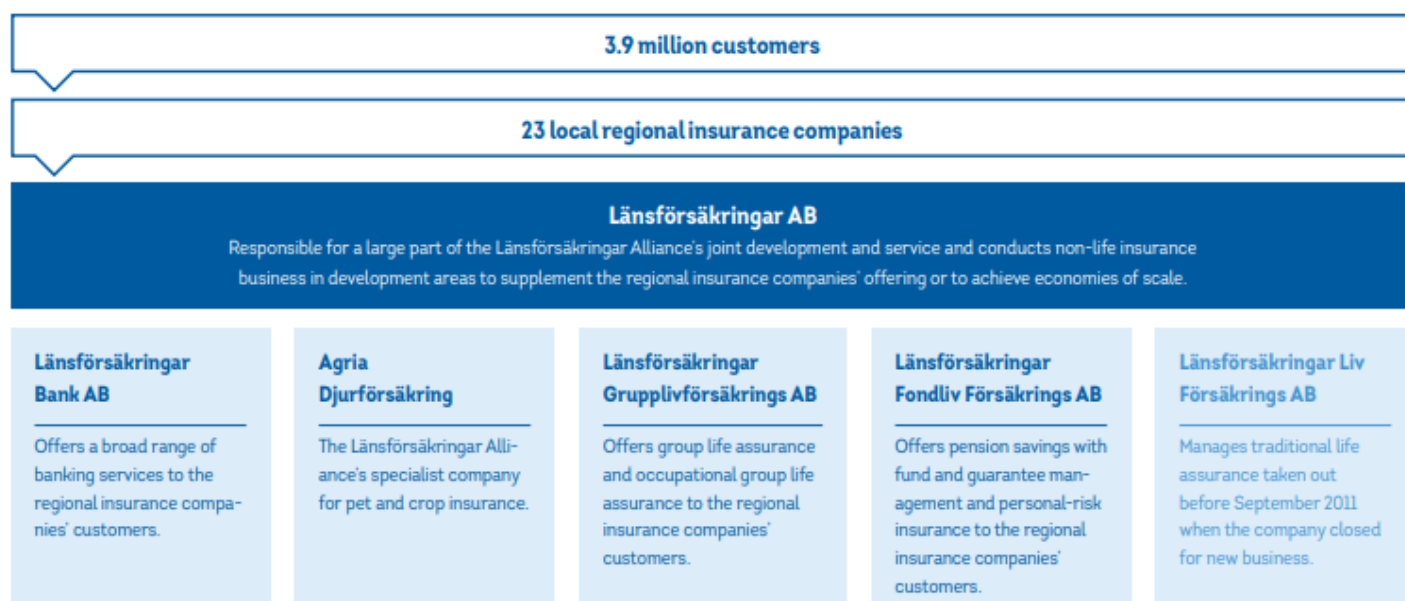 3.9 million customers
23 local regional insurance companies
Länsförsäkringar AB
Responsible for a large part of the Länsförsäkringar Alliance's joint development and service and conducts non-life insurance
business in development areas to supplement the regional insurance companies' offering or to achieve economies of scale.
Länsförsäkringar
Bank AB
Offers a broad range of
banking services to the
regional insurance compa-
nies' customers.
Agria
Djurförsäkring
The Länsförsäkringar Alli-
ance's specialist company
for pet and crop insurance.
Länsförsäkringar
Grupplivförsäkrings AB
Offers group life assurance
and occupational group life
assurance to the regional
insurance companies'
customers.
Länsförsäkringar
Fondliv Försäkrings AB
Offers pension savings with
fund and guarantee man-
agement and personal-risk
insurance to the regional
insurance companies'
customers.
Länsförsäkringar Liv
Försäkrings AB
Manages traditional life
assurance taken out
before September 2011
when the company closed
for new business.